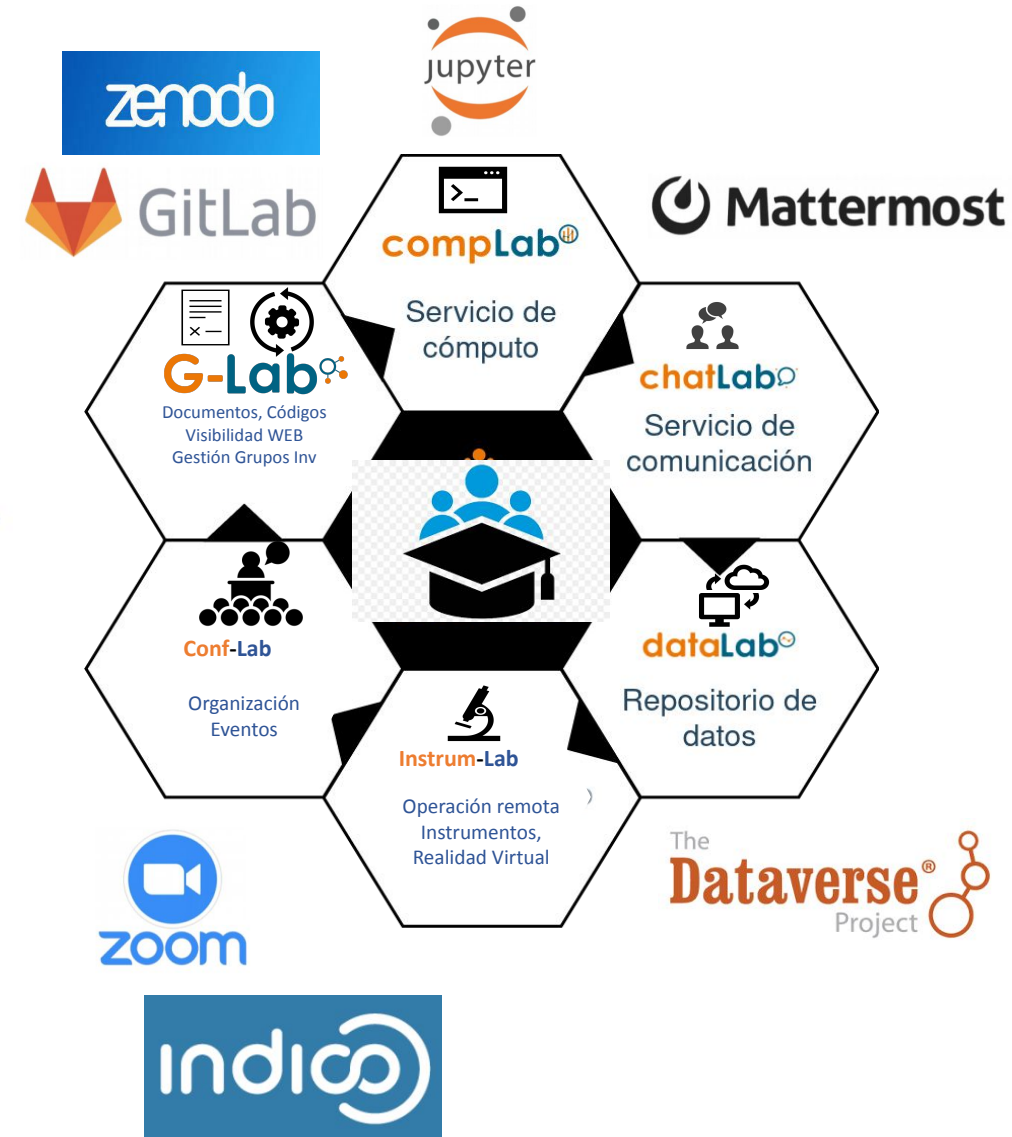 jupyter
zenodo
GitLab
Mattermost
>_
compLab
Servicio de
cómputo
G-Lab
Documentos, Códigos
Visibilidad WEB
Gestión Grupos Inv
chatLab
Servicio de
comunicación
Conf-Lab
Organización
Eventos
dataLab
Repositorio de
datos
Instrum-Lab
Operación remota
Instrumentos,
Realidad Virtual
The
Dataverse®
Project
zoom
indico